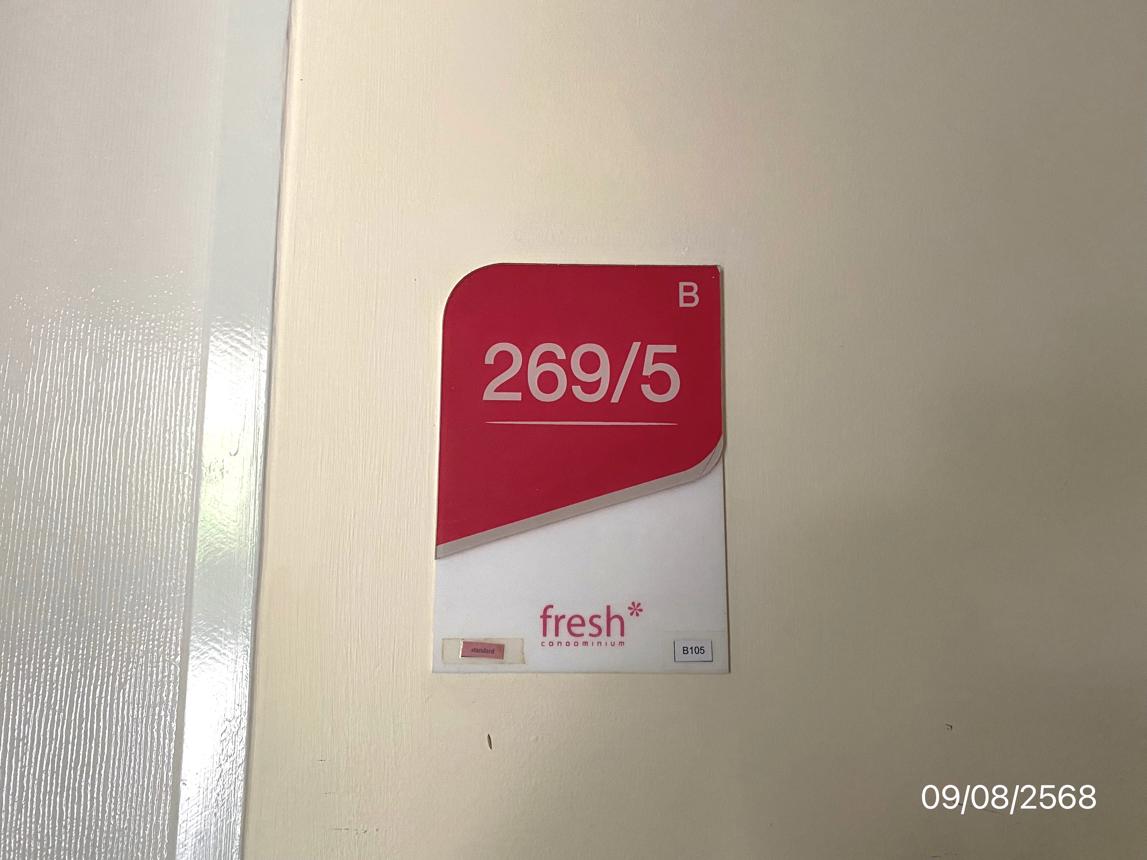 B
269/5
fresh*
condominium
standard
B105
09/08/2568